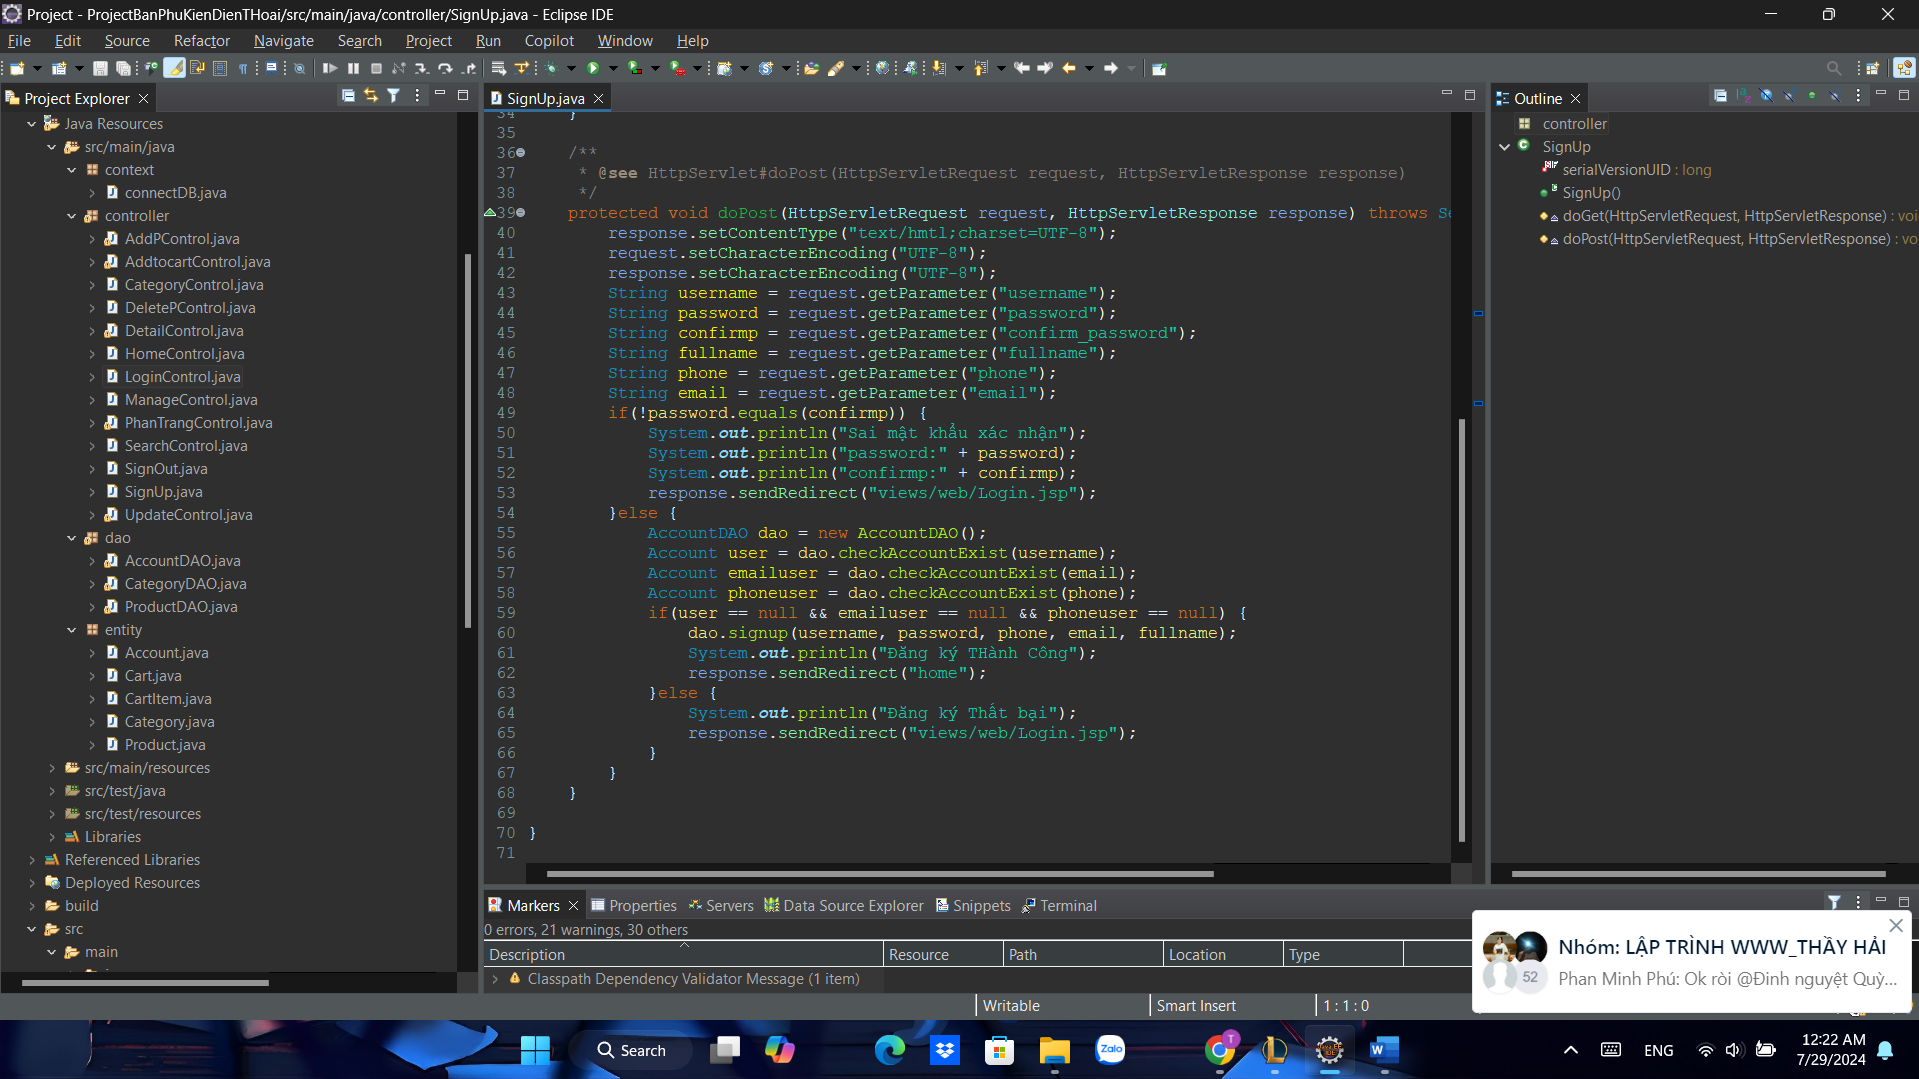 Project - ProjectBanPhuKienDienTHoai/src/main/java/controller/SignUp.java - Eclipse IDE
File Edit Source Refactor Navigate Search Project Run Copilot Window Help
Project Explorer
Java Resources
src/main/java
context
connectDB.java
controller
AddPControl.java
AddtocartControl.java
CategoryControl.java
DeletePControl.java
DetailControl.java
HomeControl.java
LoginControl.java
ManageControl.java
PhanTrangControl.java
SearchControl.java
SignOut.java
SignUp.java
UpdateControl.java
dao
AccountDAO.java
CategoryDAO.java
ProductDAO.java
entity
Account.java
Cart.java
CartItem.java
Category.java
Product.java
src/main/resources
src/test/java
src/test/resources
Libraries
Referenced Libraries
Deployed Resources
build
src
main
SignUp.java
34 }
35
36 /**
37 * @see HttpServlet#doPost(HttpServletRequest request, HttpServletResponse response)
38 */
39 protected void doPost(HttpServletRequest request, HttpServletResponse response) throws Se
40 response.setContentType("text/hmtl;charset=UTF-8");
41 request.setCharacterEncoding("UTF-8");
42 response.setCharacterEncoding("UTF-8");
43 String username = request.getParameter("username");
44 String password = request.getParameter("password");
45 String confirmp = request.getParameter("confirm_password");
46 String fullname = request.getParameter("fullname");
47 String phone = request.getParameter("phone");
48 String email = request.getParameter("email");
49 if(!password.equals(confirmp)) {
50 System.out.println("Sai mật khẩu xác nhận");
51 System.out.println("password:" + password);
52 System.out.println("confirmp:" + confirmp);
53 response.sendRedirect("views/web/Login.jsp");
54 }else {
55 AccountDAO dao = new AccountDAO();
56 Account user = dao.checkAccountExist(username);
57 Account emailuser = dao.checkAccountExist(email);
58 Account phoneuser = dao.checkAccountExist(phone);
59 if(user == null && emailuser == null && phoneuser == null) {
60 dao.signup(username, password, phone, email, fullname);
61 System.out.println("Đăng ký THành Công");
62 response.sendRedirect("home");
63 }else {
64 System.out.println("Đăng ký Thất bại");
65 response.sendRedirect("views/web/Login.jsp");
66 }
67 }
68 }
69
70 }
71
Outline
controller
SignUp
serialVersionUID : long
SignUp()
doGet(HttpServletRequest, HttpServletResponse) : voi
doPost(HttpServletRequest, HttpServletResponse) : vo
Markers Properties Servers Data Source Explorer Snippets Terminal
0 errors, 21 warnings, 30 others
Description Resource Path Location Type
Classpath Dependency Validator Message (1 item)
Writable Smart Insert 1 : 1 : 0
Nhóm: LẬP TRÌNH WWW_THẦY HẢI
52 Phan Minh Phú: Ok ròi @Đinh nguyệt Quỳ...
Search
Zalo
T
ENG
12:22 AM
7/29/2024